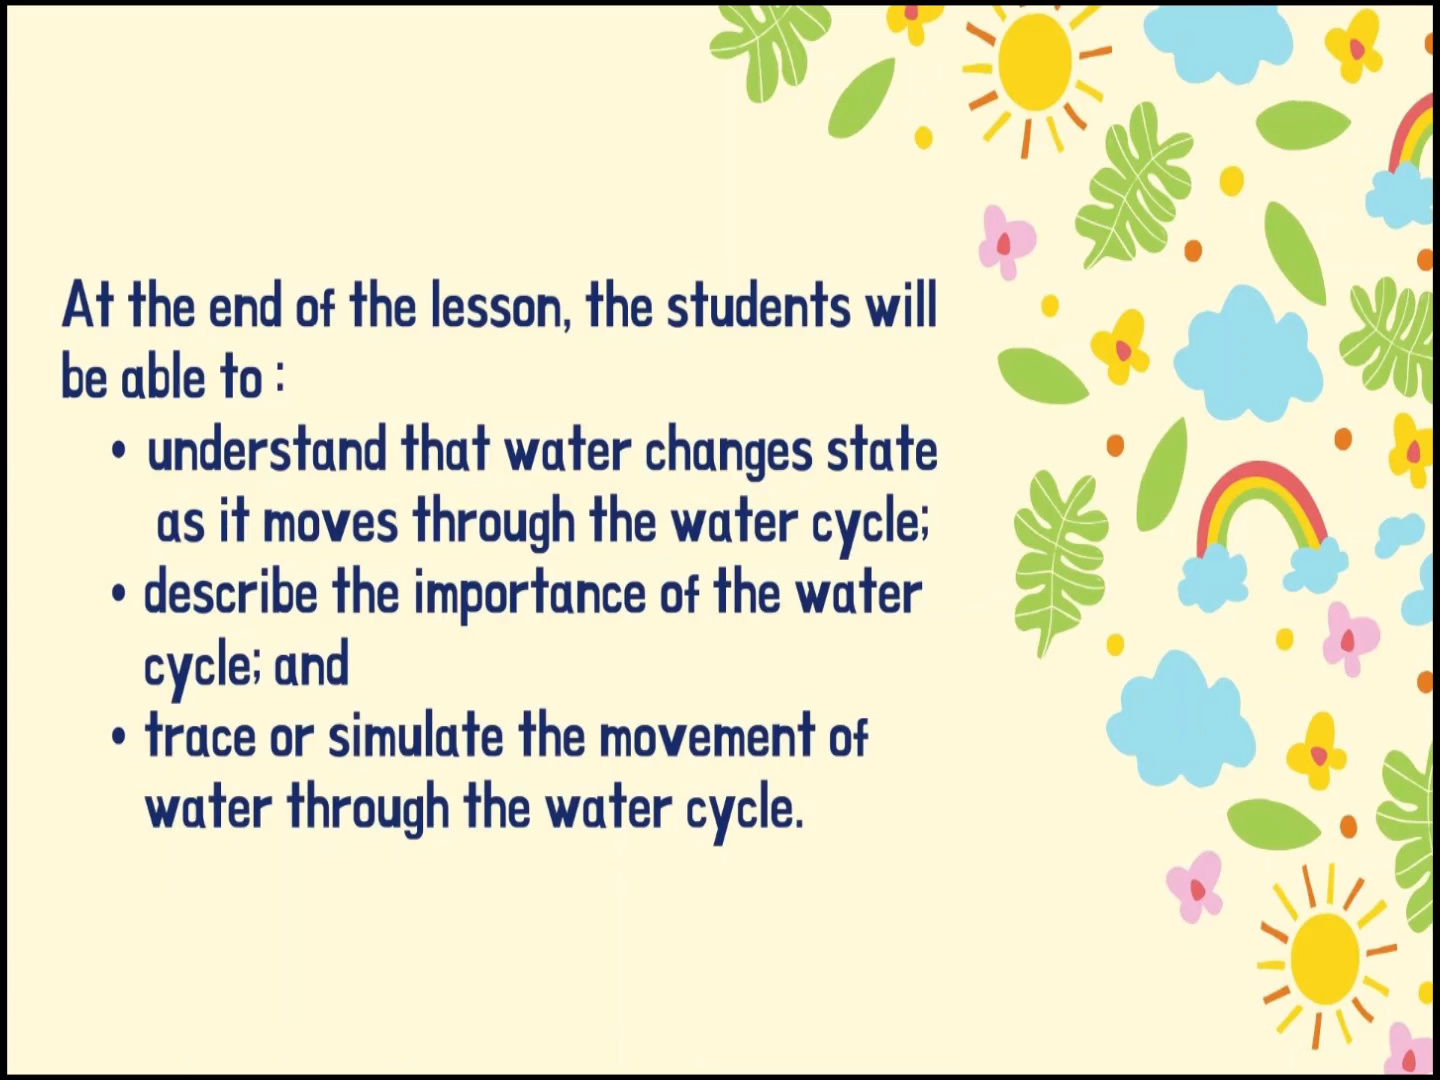 At the end of the lesson, the students will
be able to :
• understand that water changes state
as it moves through the water cycle;
• describe the importance of the water
cycle; and
• trace or simulate the movement of
water through the water cycle.